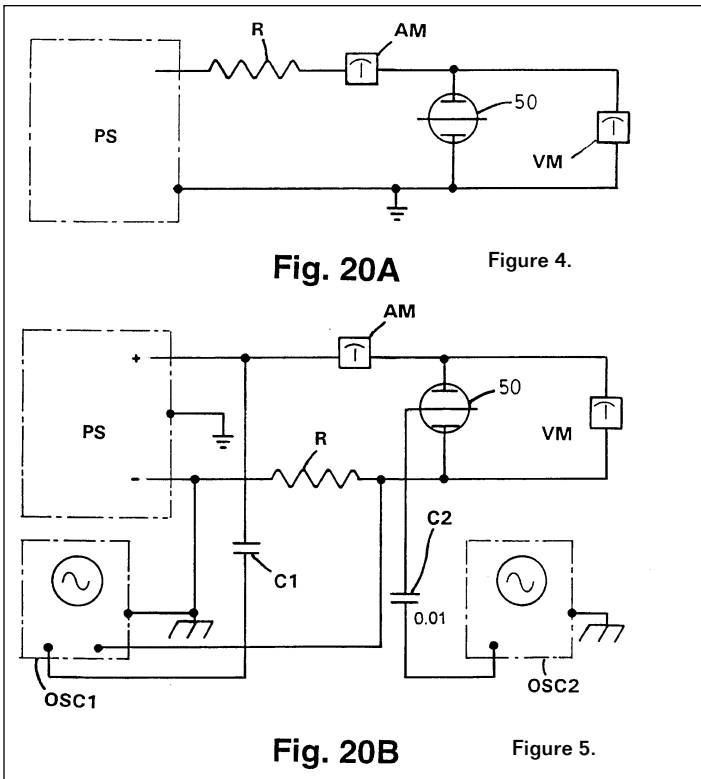 R
AM
PS
50
VM
Fig. 20A
Figure 4.
AM
+
50
PS
VM
R
-
C2
C1
0.01
OSC1
OSC2
Fig. 20B
Figure 5.